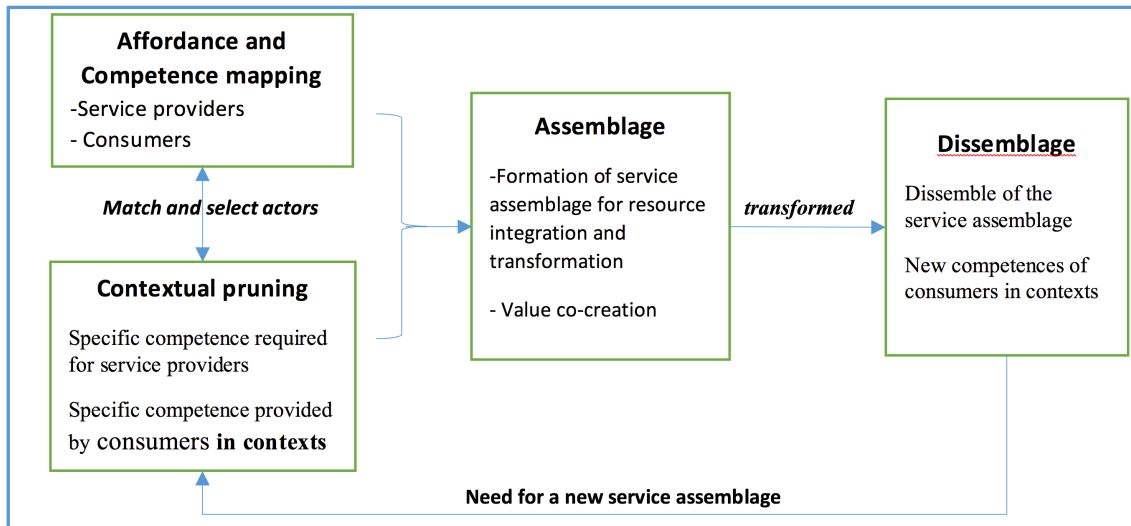 Affordance and
Competence mapping
-Service providers
- Consumers
Match and select actors
Contextual pruning
Specific competence required
for service providers
Specific competence provided
by consumers in contexts
Assemblage
-Formation of service
assemblage for resource
integration and
transformation
- Value co-creation
transformed
Dissemblage
Dissemble of the
service assemblage
New competences of
consumers in contexts
Need for a new service assemblage